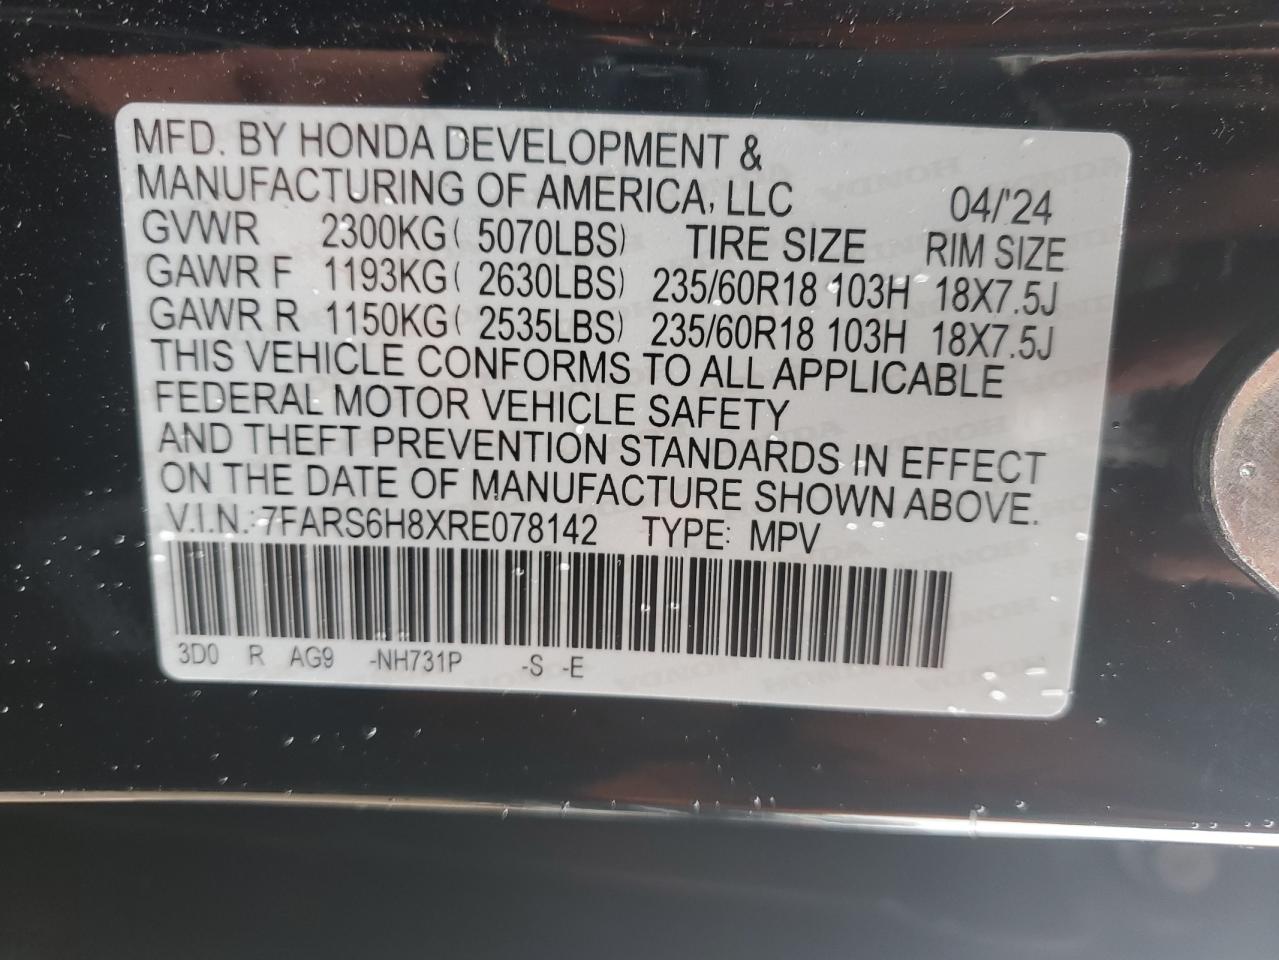 MFD. BY HONDA DEVELOPMENT &
MANUFACTURING OF AMERICA, LLC 04/'24
GVWR 2300KG( 5070LBS) TIRE SIZE RIM SIZE
GAWR F 1193KG( 2630LBS) 235/60R18 103H 18X7.5J
GAWR R 1150KG( 2535LBS) 235/60R18 103H 18X7.5J
THIS VEHICLE CONFORMS TO ALL APPLICABLE
FEDERAL MOTOR VEHICLE SAFETY
AND THEFT PREVENTION STANDARDS IN EFFECT
ON THE DATE OF MANUFACTURE SHOWN ABOVE.
V.I.N.: 7FARS6H8XRE078142 TYPE: MPV
3D0 R AG9 -NH731P -S -E